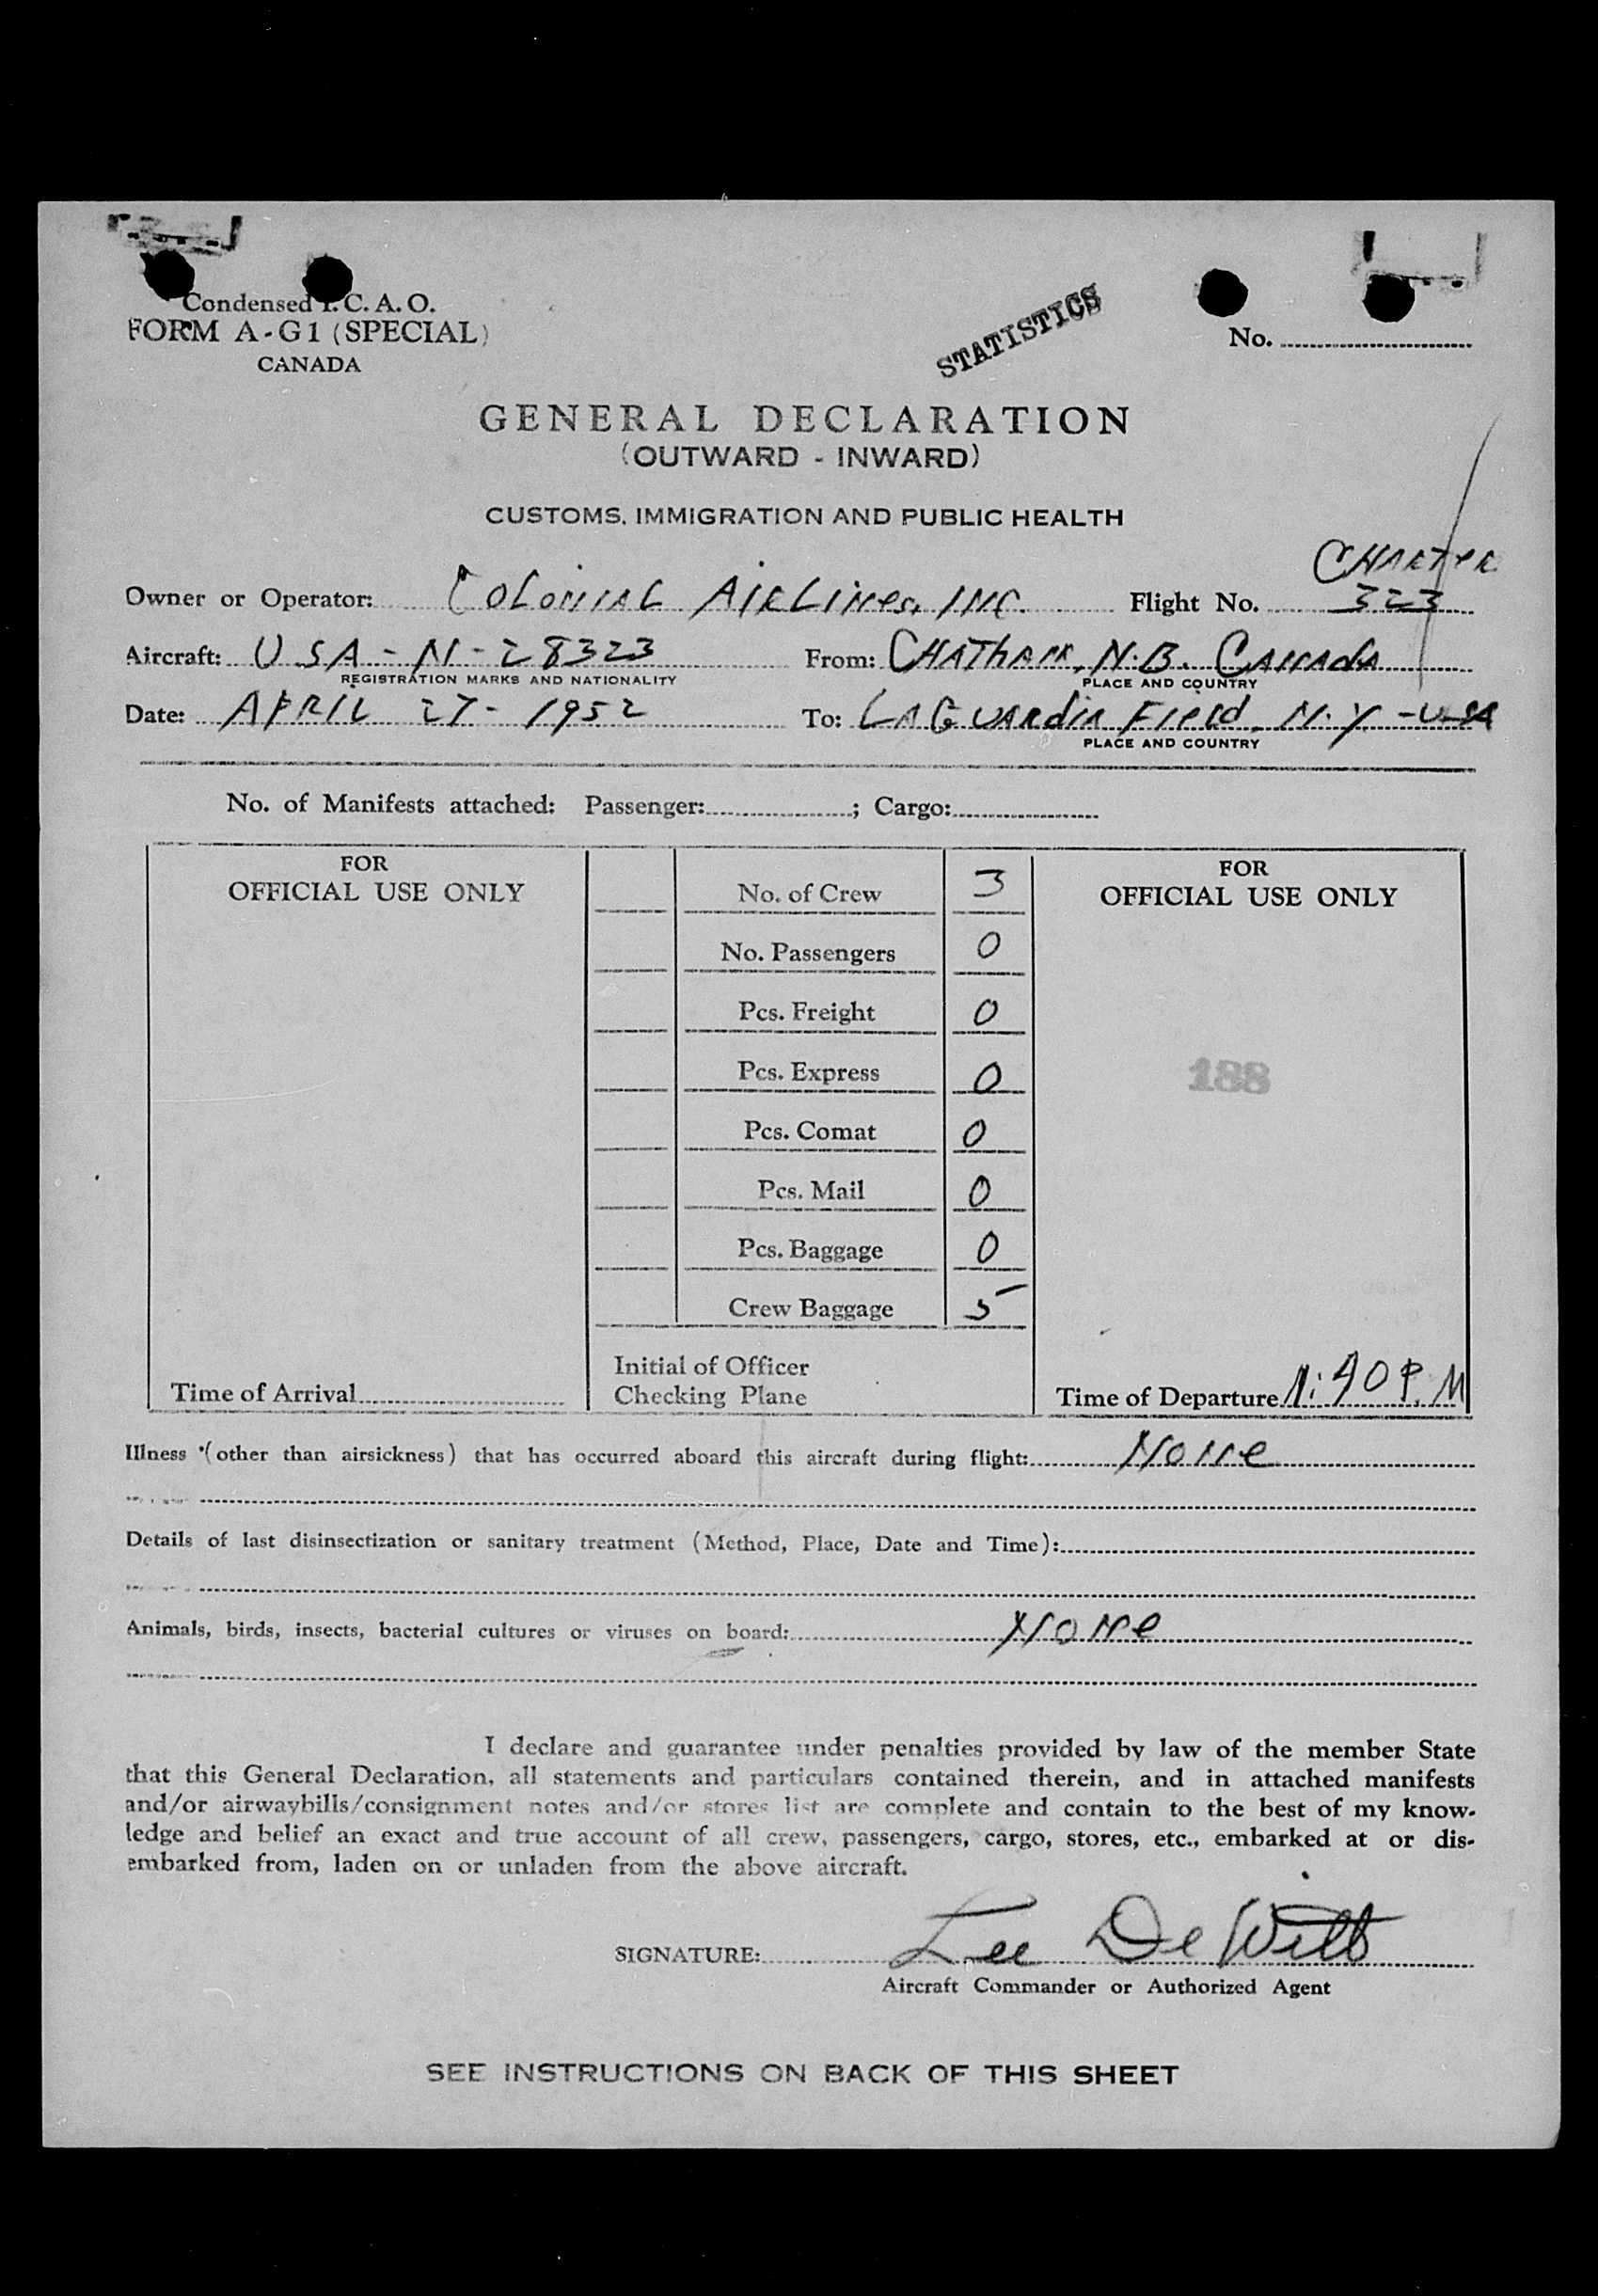 Condensed I. C. A. O.
FORM A-G1 (SPECIAL)
CANADA
STATISTICS
No.
GENERAL DECLARATION
(OUTWARD - INWARD)
CUSTOMS, IMMIGRATION AND PUBLIC HEALTH
CHARTER
Owner or Operator: COLONIAL AIRLINES, INC. Flight No. 323
Aircraft: USA-N-28323 From: CHATHAM, N.B. CANADA
REGISTRATION MARKS AND NATIONALITY PLACE AND COUNTRY
Date: APRIL 27-1952 To: LAGUARDIA FIELD, N.Y-USA
PLACE AND COUNTRY
No. of Manifests attached: Passenger: ; Cargo:
FOR
OFFICIAL USE ONLY
No. of Crew 3
No. Passengers 0
Pcs. Freight 0
Pcs. Express 0
Pcs. Comat 0
Pcs. Mail 0
Pcs. Baggage 0
Crew Baggage 5
FOR
OFFICIAL USE ONLY
188
Time of Arrival
Initial of Officer
Checking Plane
Time of Departure 1:40 P.M
Illness (other than airsickness) that has occurred aboard this aircraft during flight: NONe
Details of last disinsectization or sanitary treatment (Method, Place, Date and Time):
Animals, birds, insects, bacterial cultures or viruses on board: NONe
I declare and guarantee under penalties provided by law of the member State
that this General Declaration, all statements and particulars contained therein, and in attached manifests
and/or airwaybills/consignment notes and/or stores list are complete and contain to the best of my know-
ledge and belief an exact and true account of all crew, passengers, cargo, stores, etc., embarked at or dis-
embarked from, laden on or unladen from the above aircraft.
SIGNATURE: Lee DeWitt
Aircraft Commander or Authorized Agent
SEE INSTRUCTIONS ON BACK OF THIS SHEET